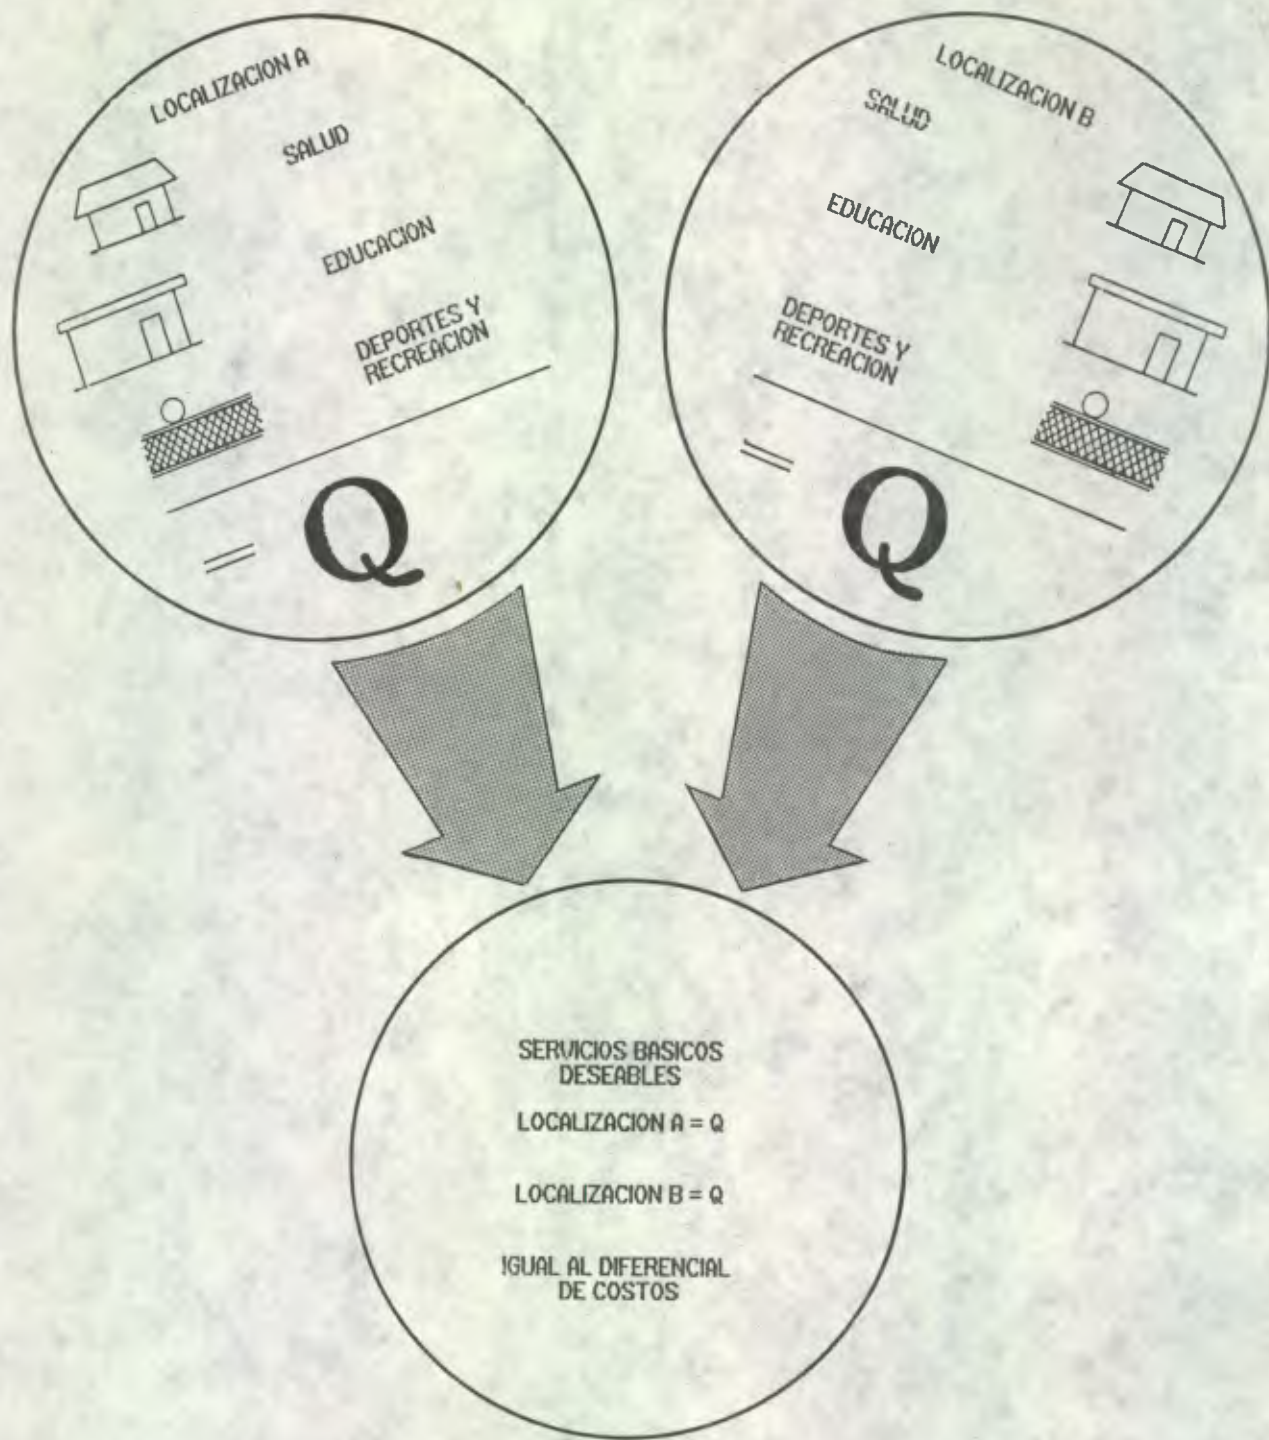 LOCALIZACION A
SALUD
EDUCACION
DEPORTES Y
RECREACION
= Q
LOCALIZACION B
SALUD
EDUCACION
DEPORTES Y
RECREACION
= Q
SERVICIOS BASICOS
DESEABLES
LOCALIZACION A = Q
LOCALIZACION B = Q
IGUAL AL DIFERENCIAL
DE COSTOS